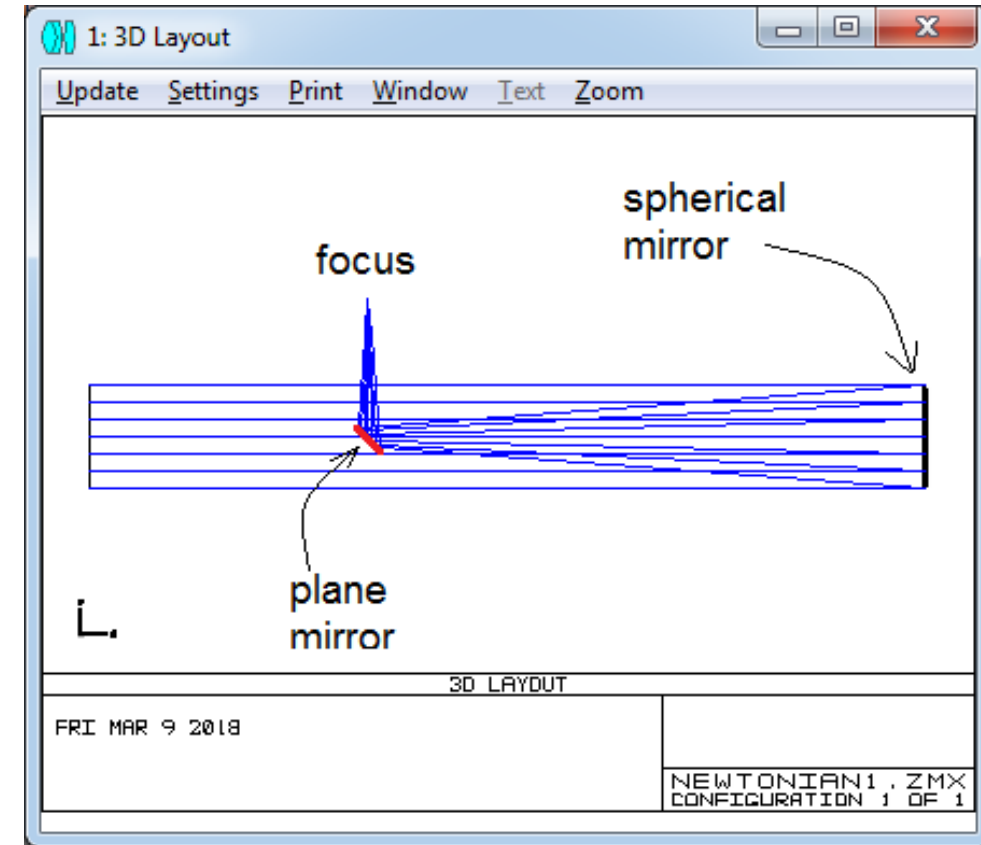 1: 3D Layout
Update Settings Print Window Text Zoom
spherical
mirror
focus
plane
mirror
3D LAYOUT
FRI MAR 9 2018
NEWTONIAN1.ZMX
CONFIGURATION 1 OF 1